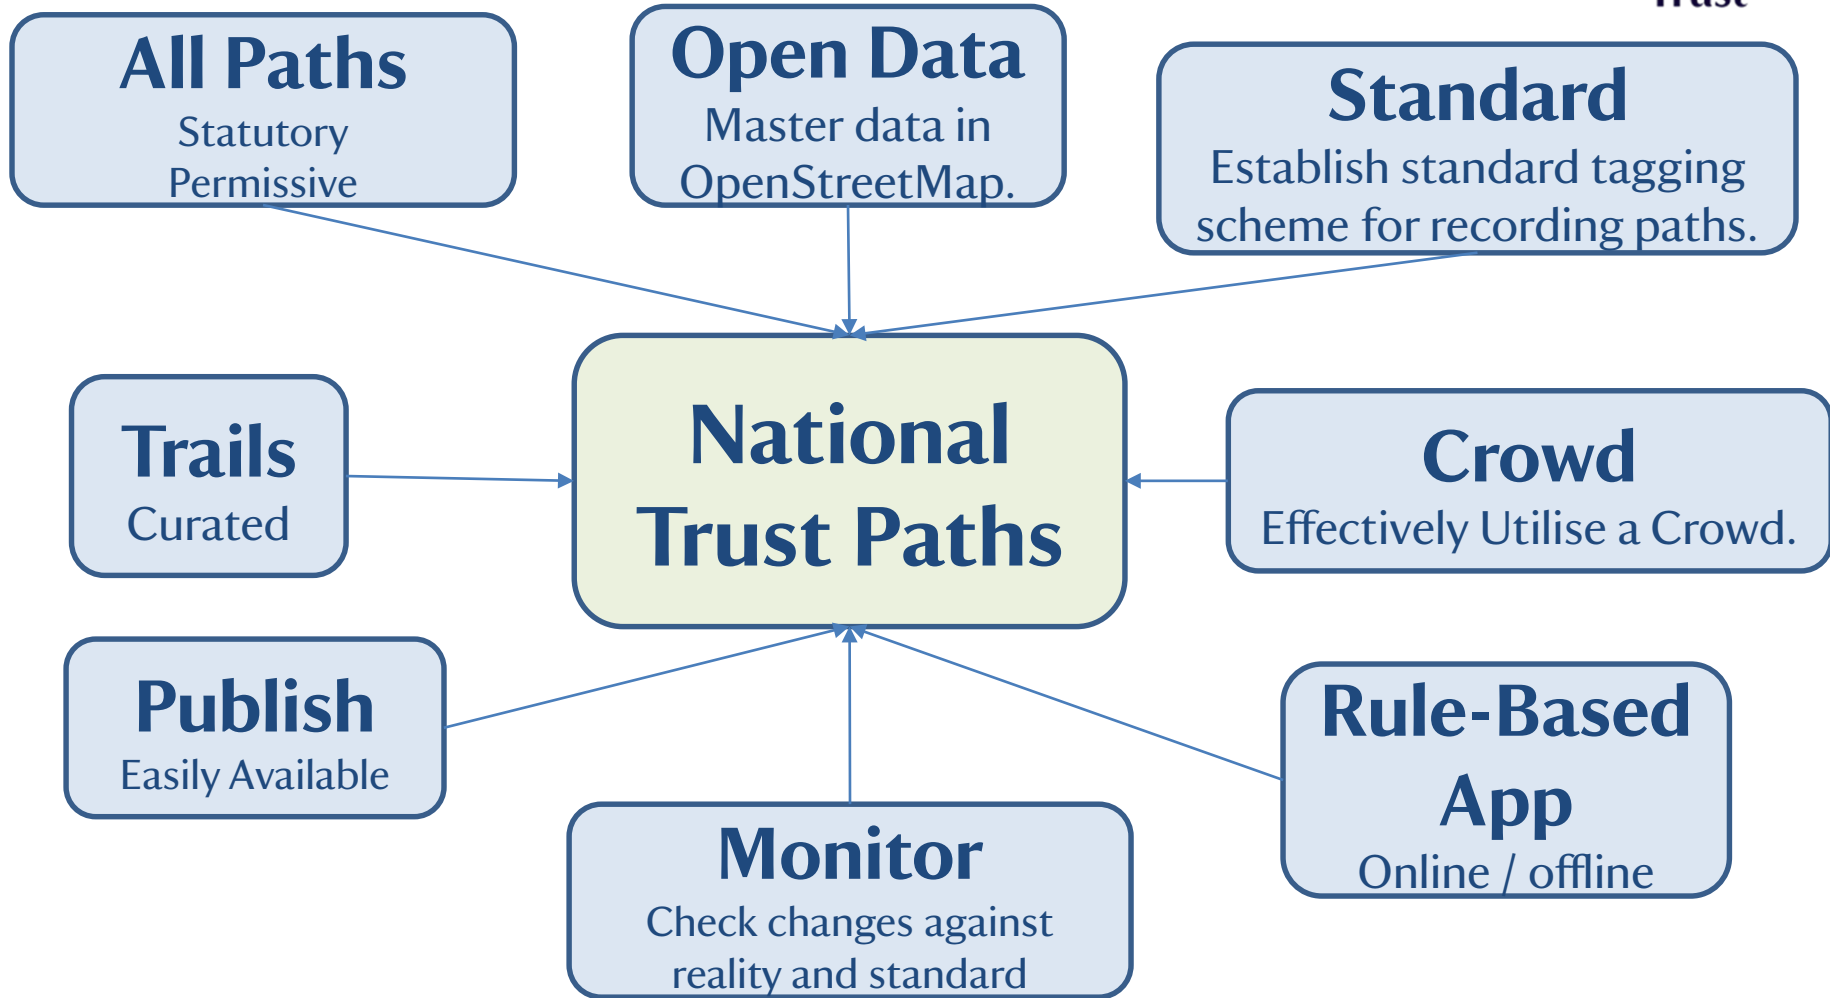 Trust
All Paths
Statutory
Permissive
Open Data
Master data in
OpenStreetMap.
Standard
Establish standard tagging
scheme for recording paths.
Trails
Curated
National
Trust Paths
Crowd
Effectively Utilise a Crowd.
Publish
Easily Available
Monitor
Check changes against
reality and standard
Rule-Based
App
Online / offline